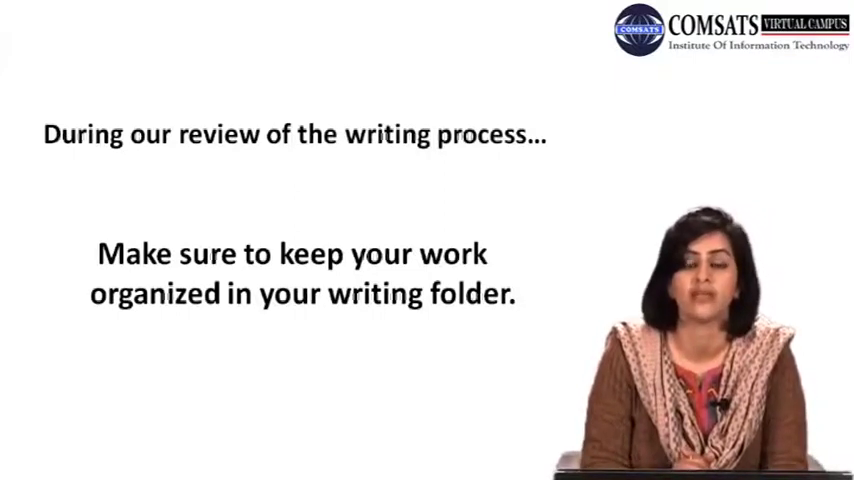 COMSATS
COMSATS VIRTUAL CAMPUS
Institute Of Information Technology
During our review of the writing process...
Make sure to keep your work
organized in your writing folder.